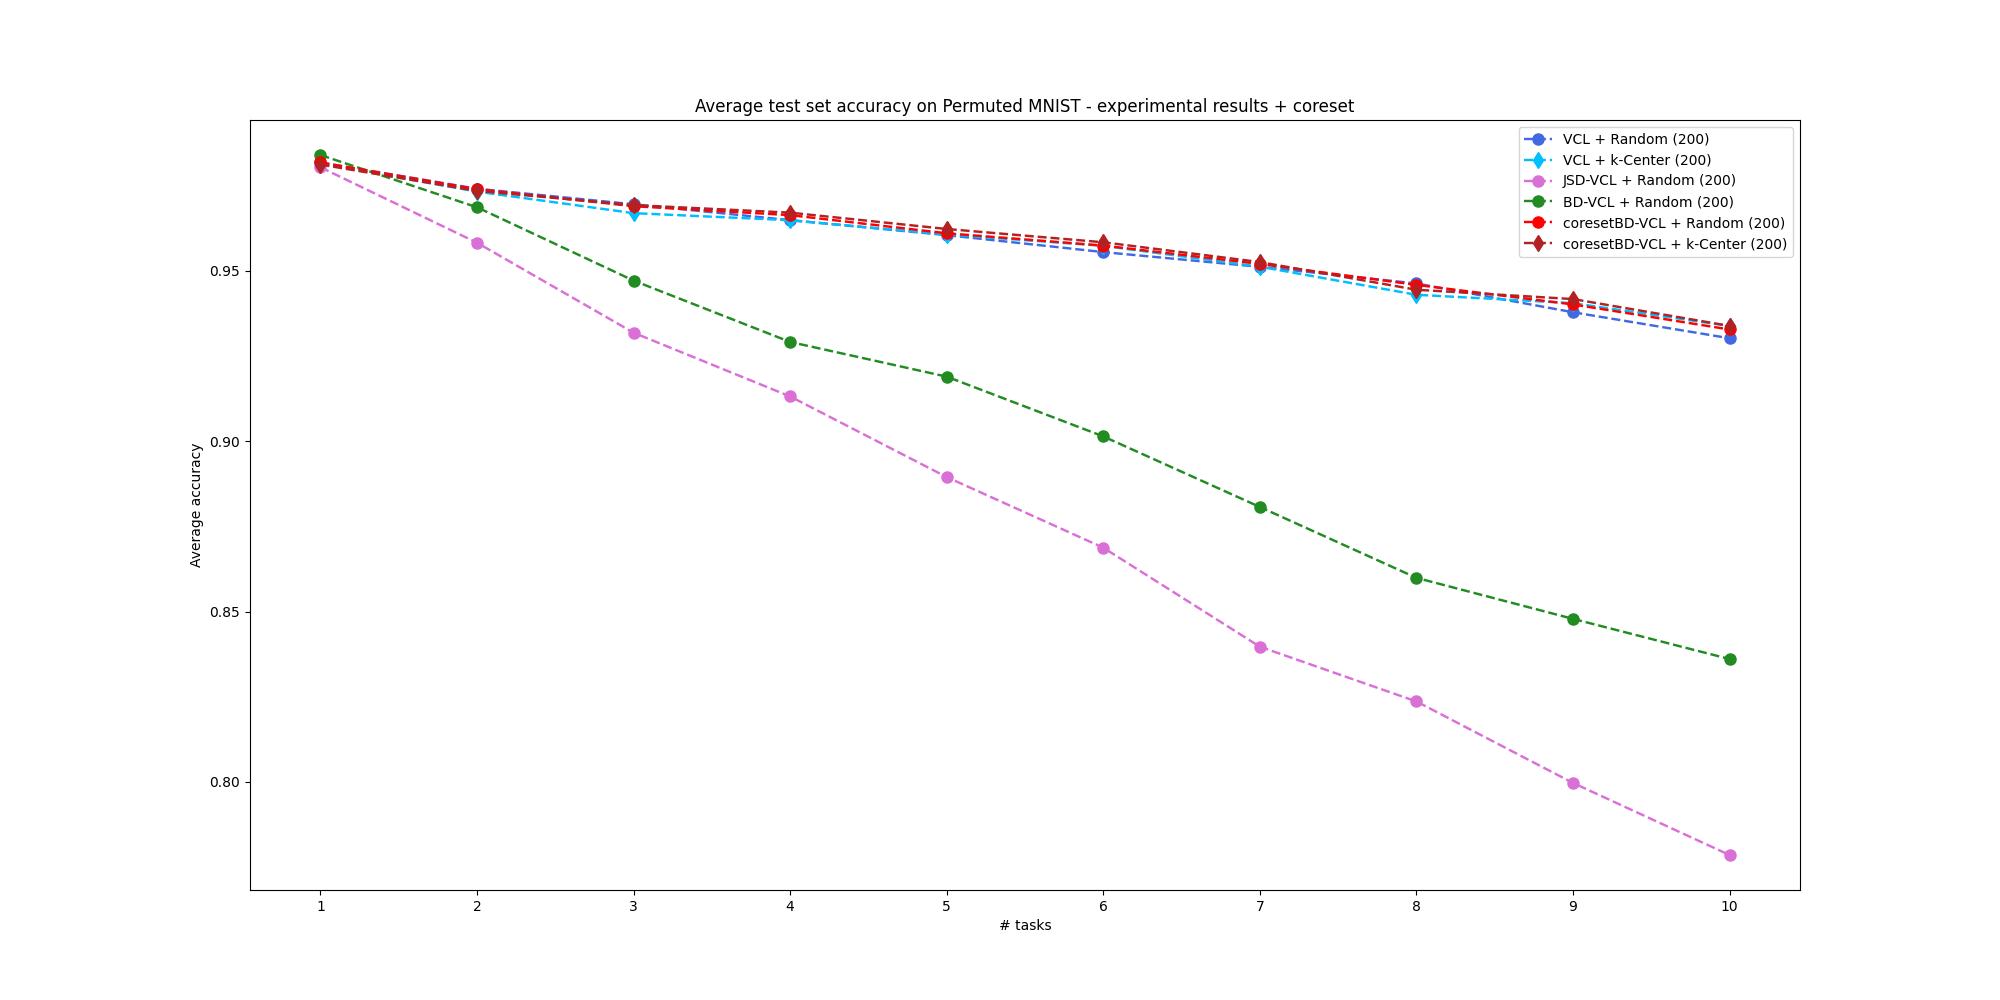 Average test set accuracy on Permuted MNIST - experimental results + coreset
VCL + Random (200)
VCL + k-Center (200)
JSD-VCL + Random (200)
BD-VCL + Random (200)
coresetBD-VCL + Random (200)
coresetBD-VCL + k-Center (200)
Average accuracy
0.95
0.90
0.85
0.80
1 2 3 4 5 6 7 8 9 10
# tasks